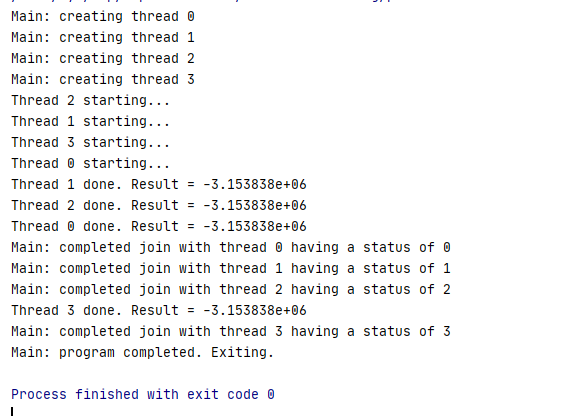 Main: creating thread 0
Main: creating thread 1
Main: creating thread 2
Main: creating thread 3
Thread 2 starting...
Thread 1 starting...
Thread 3 starting...
Thread 0 starting...
Thread 1 done. Result = -3.153838e+06
Thread 2 done. Result = -3.153838e+06
Thread 0 done. Result = -3.153838e+06
Main: completed join with thread 0 having a status of 0
Main: completed join with thread 1 having a status of 1
Main: completed join with thread 2 having a status of 2
Thread 3 done. Result = -3.153838e+06
Main: completed join with thread 3 having a status of 3
Main: program completed. Exiting.
Process finished with exit code 0